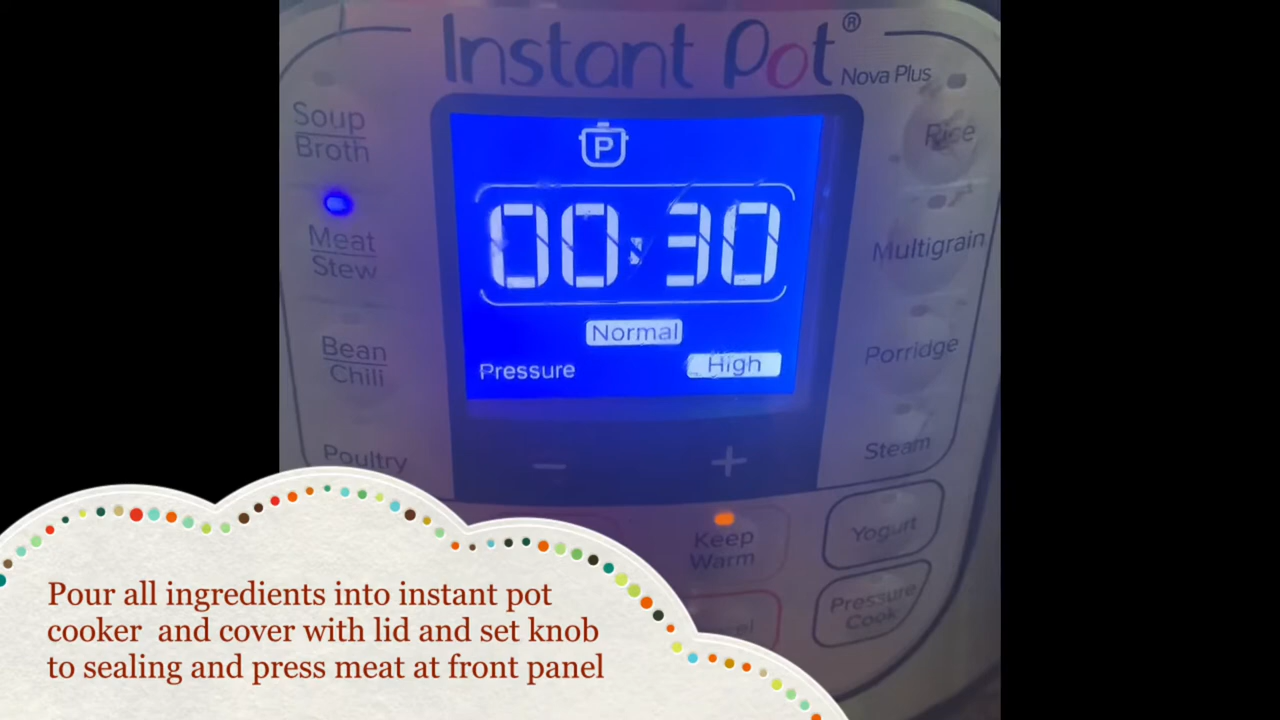 Instant Pot®
Nova Plus
Soup
Broth
Meat
Stew
Bean
Chili
Poultry
P
00:30
Normal
Pressure
High
Rice
Multigrain
Porridge
Steam
Keep
Warm
Yogurt
Pressure
Cook
Pour all ingredients into instant pot
cooker and cover with lid and set knob
to sealing and press meat at front panel